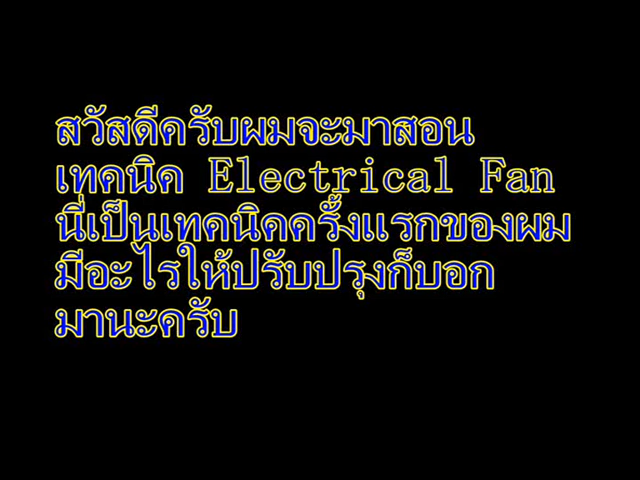 สวัสดีครับผมจะมาสอน
เทคนิค Electrical Fan
นี่เป็นเทคนิคครั้งแรกของผม
มีอะไรให้ปรับปรุงก็บอก
มานะครับ